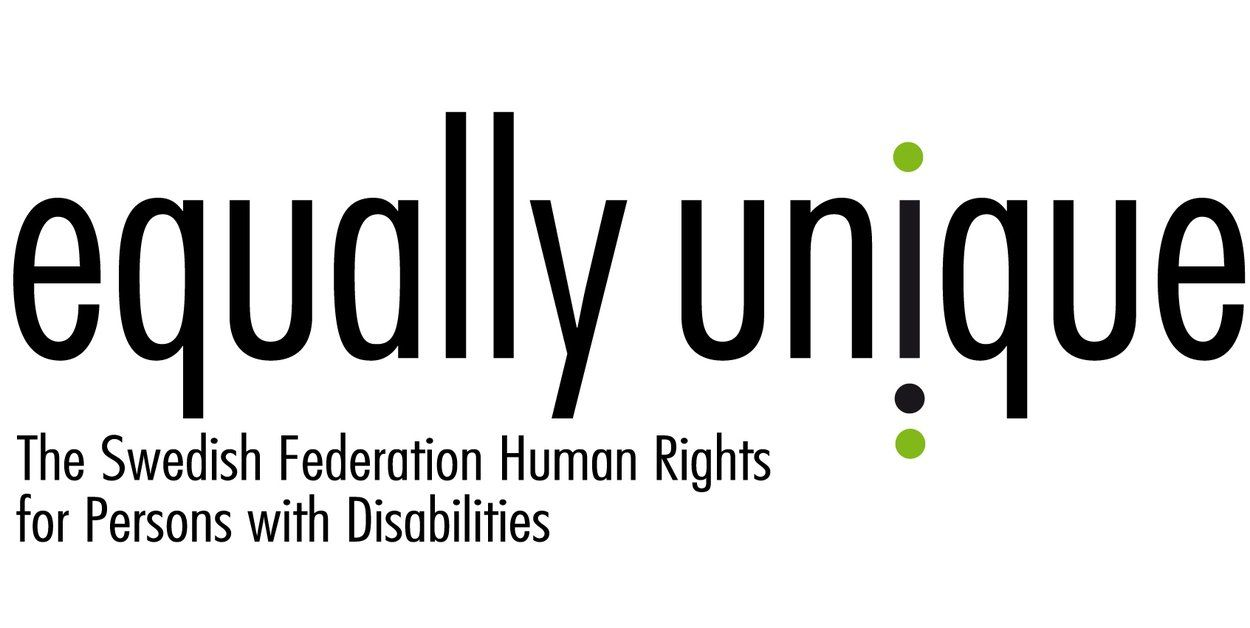 equally unique
The Swedish Federation Human Rights
for Persons with Disabilities